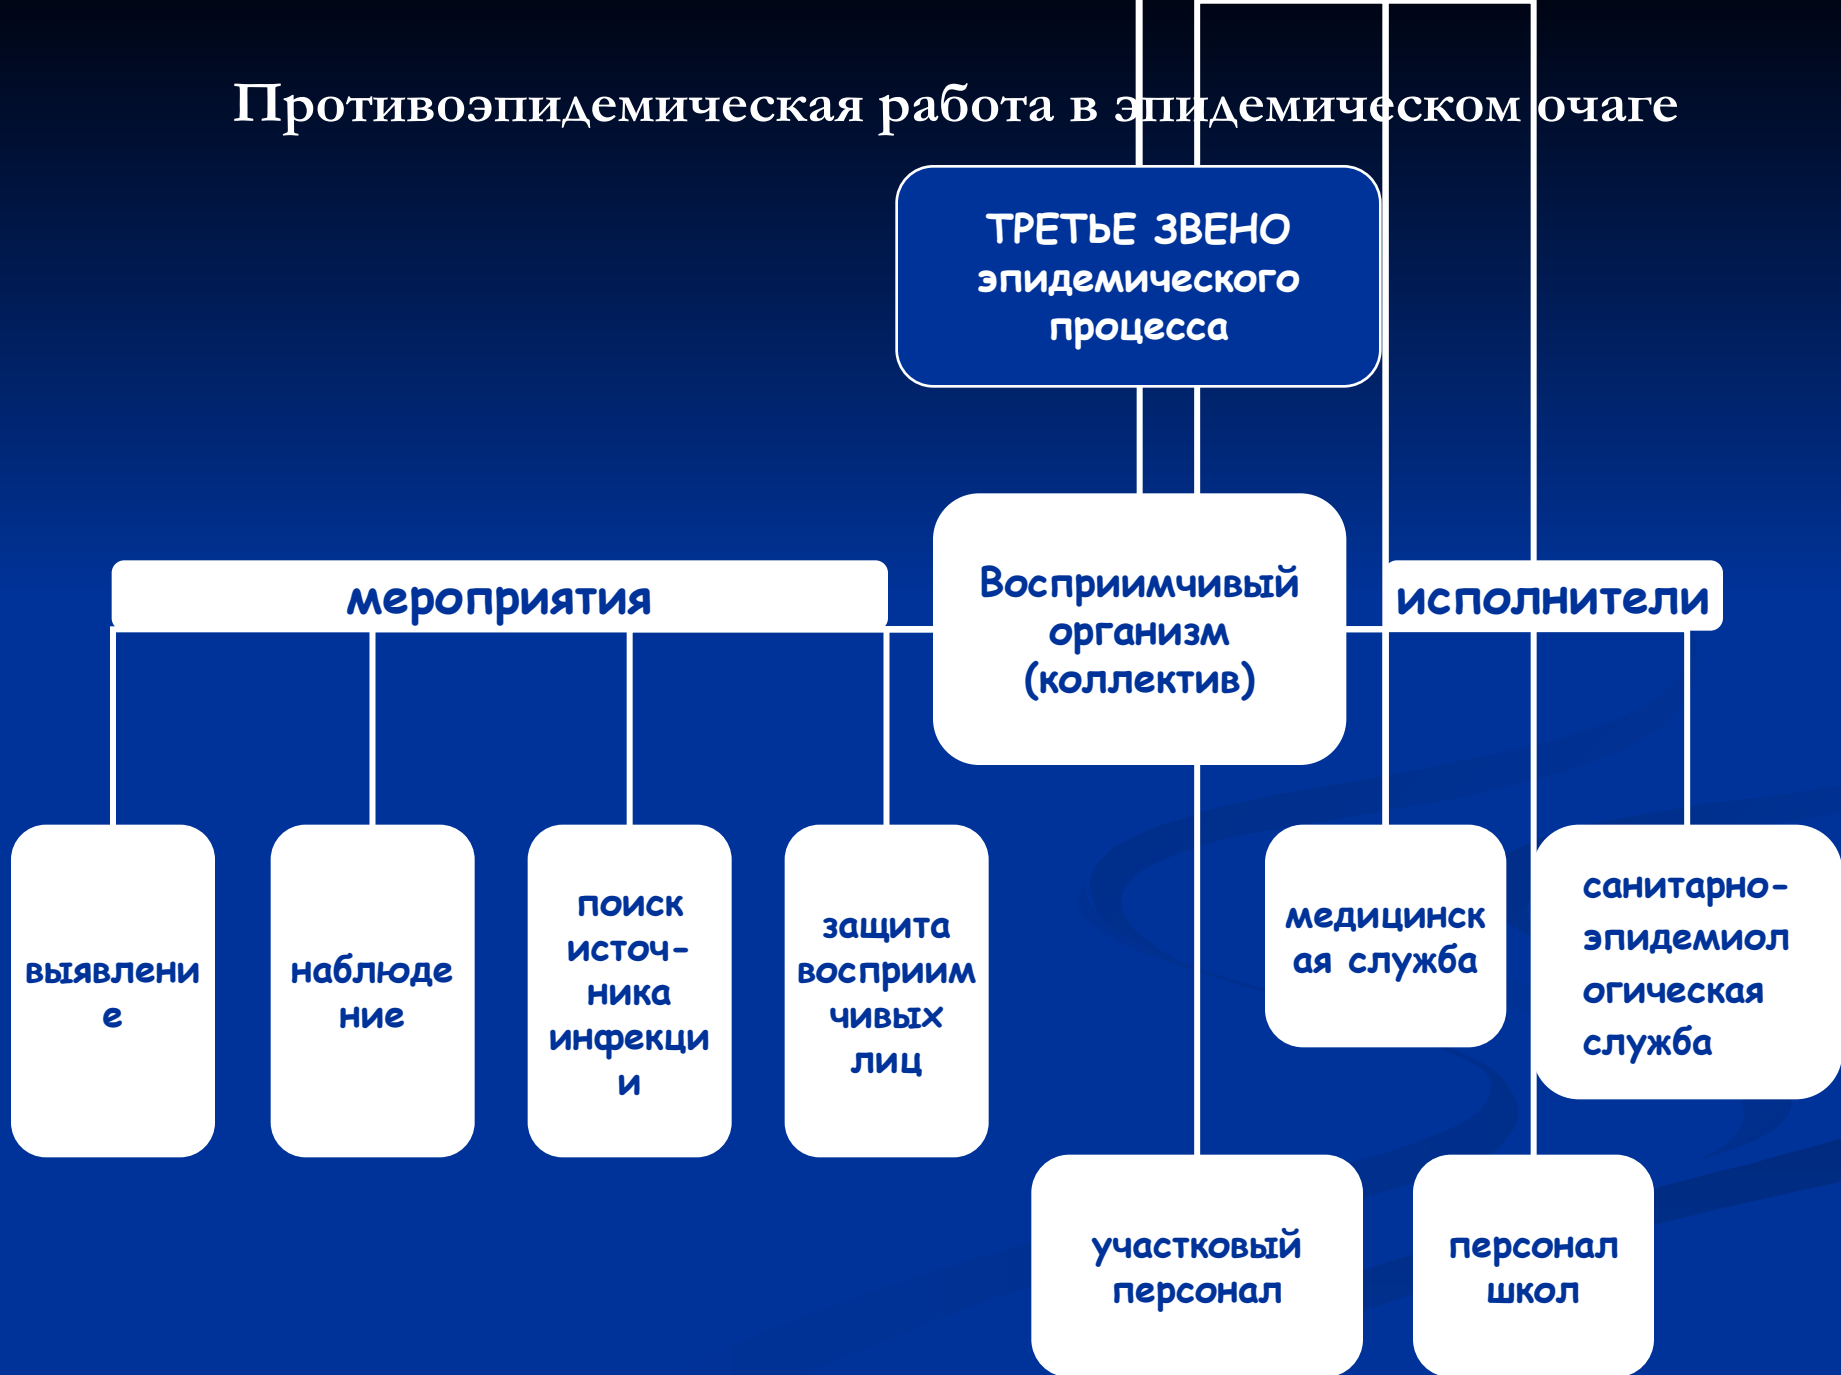 Противоэпидемическая работа в эпидемическом очаге
ТРЕТЬЕ ЗВЕНО
эпидемического
процесса
Восприимчивый
организм
(коллектив)
мероприятия
исполнители
выявлени
е
наблюде
ние
поиск
источ-
ника
инфекци
и
защита
восприим
чивых
лиц
медицинск
ая служба
санитарно-
эпидемиол
огическая
служба
участковый
персонал
персонал
школ